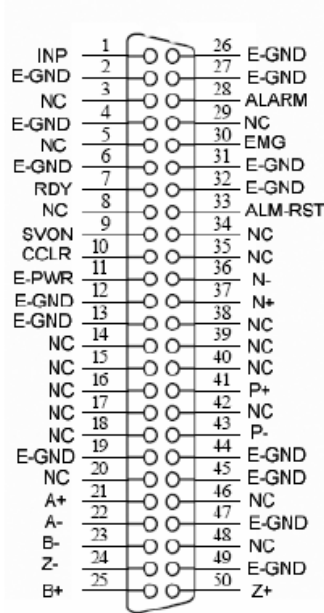 INP 1 26 E-GND
E-GND 2 27 E-GND
NC 3 28 ALARM
E-GND 4 29 NC
NC 5 30 EMG
E-GND 6 31 E-GND
RDY 7 32 E-GND
NC 8 33 ALM-RST
SVON 9 34 NC
CCLR 10 35 NC
E-PWR 11 36 N-
E-GND 12 37 N+
E-GND 13 38 NC
NC 14 39 NC
NC 15 40 NC
NC 16 41 P+
NC 17 42 NC
NC 18 43 P-
E-GND 19 44 E-GND
NC 20 45 E-GND
A+ 21 46 NC
A- 22 47 E-GND
B- 23 48 NC
Z- 24 49 E-GND
B+ 25 50 Z+